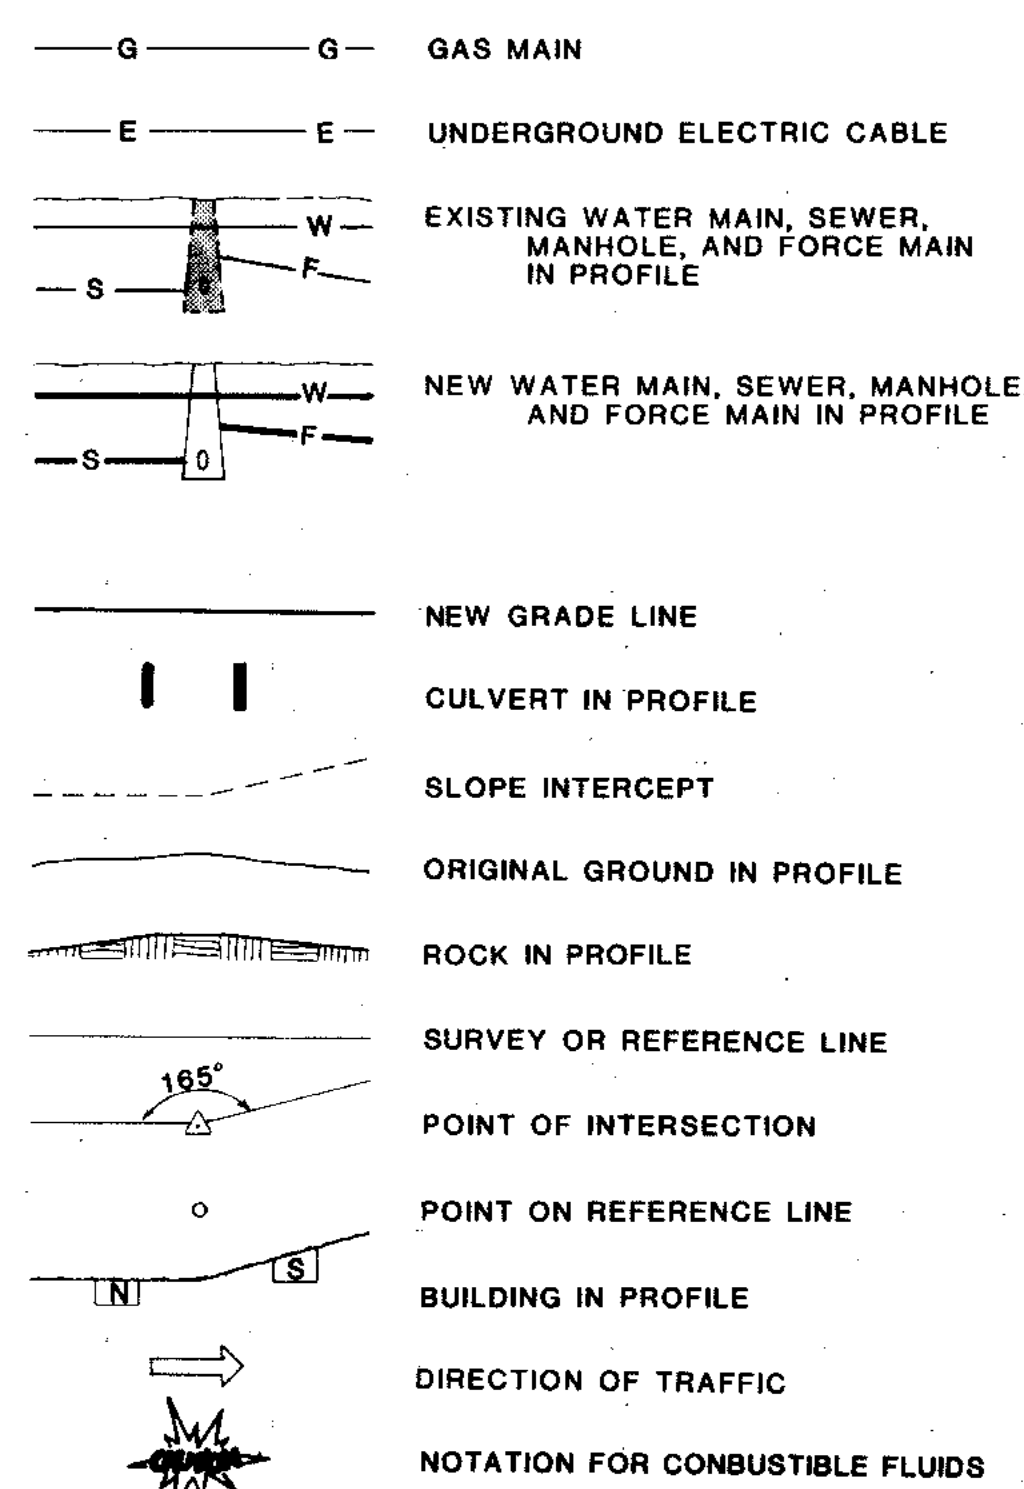 G G GAS MAIN
E E UNDERGROUND ELECTRIC CABLE
W EXISTING WATER MAIN, SEWER,
F MANHOLE, AND FORCE MAIN
S IN PROFILE
W NEW WATER MAIN, SEWER, MANHOLE
F AND FORCE MAIN IN PROFILE
S 0
NEW GRADE LINE
CULVERT IN PROFILE
SLOPE INTERCEPT
ORIGINAL GROUND IN PROFILE
ROCK IN PROFILE
SURVEY OR REFERENCE LINE
165°
POINT OF INTERSECTION
POINT ON REFERENCE LINE
N S
BUILDING IN PROFILE
DIRECTION OF TRAFFIC
NOTATION FOR CONBUSTIBLE FLUIDS